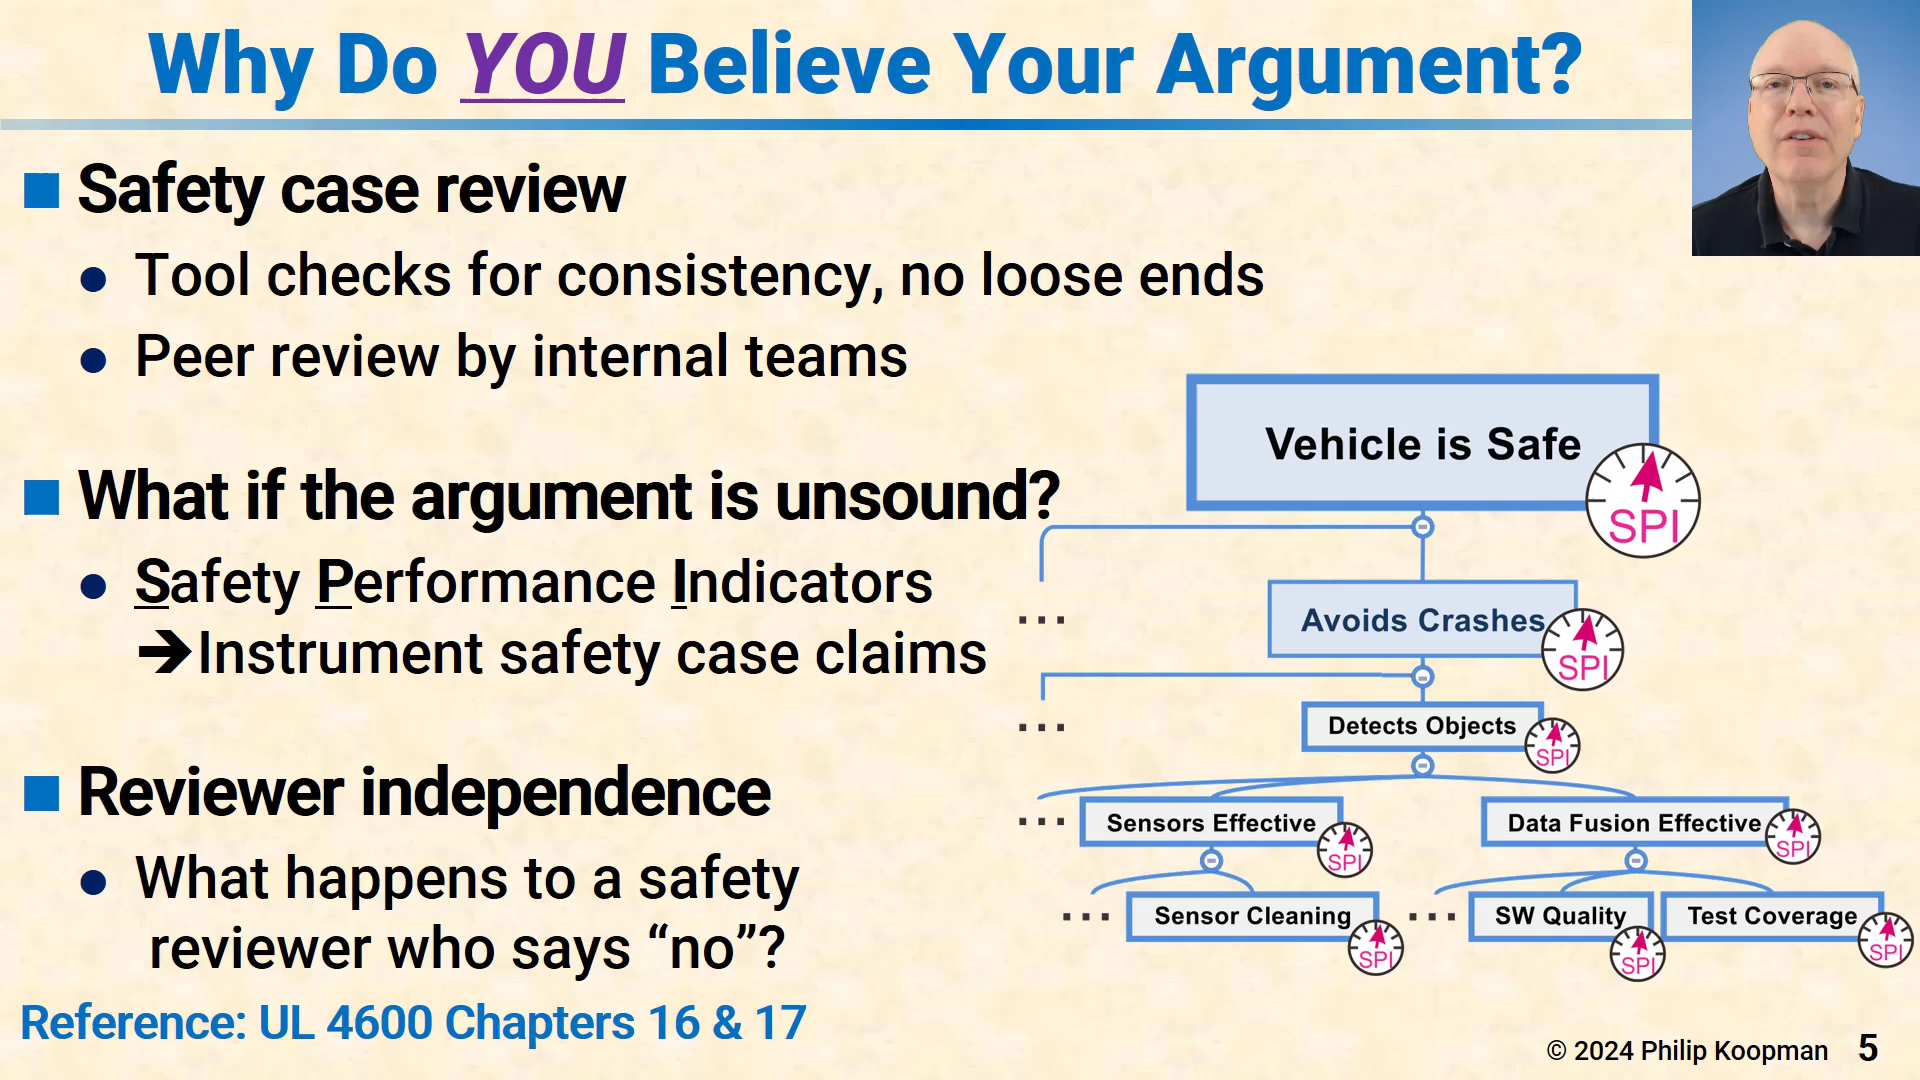 Why Do YOU Believe Your Argument?
Safety case review
Tool checks for consistency, no loose ends
Peer review by internal teams
What if the argument is unsound?
Safety Performance Indicators
➔Instrument safety case claims
Reviewer independence
What happens to a safety
reviewer who says “no”?
Reference: UL 4600 Chapters 16 & 17
Vehicle is Safe
SPI
...
Avoids Crashes
SPI
...
Detects Objects
SPI
...
Sensors Effective
SPI
Data Fusion Effective
SPI
...
Sensor Cleaning
SPI
...
SW Quality
SPI
Test Coverage
SPI
© 2024 Philip Koopman 5